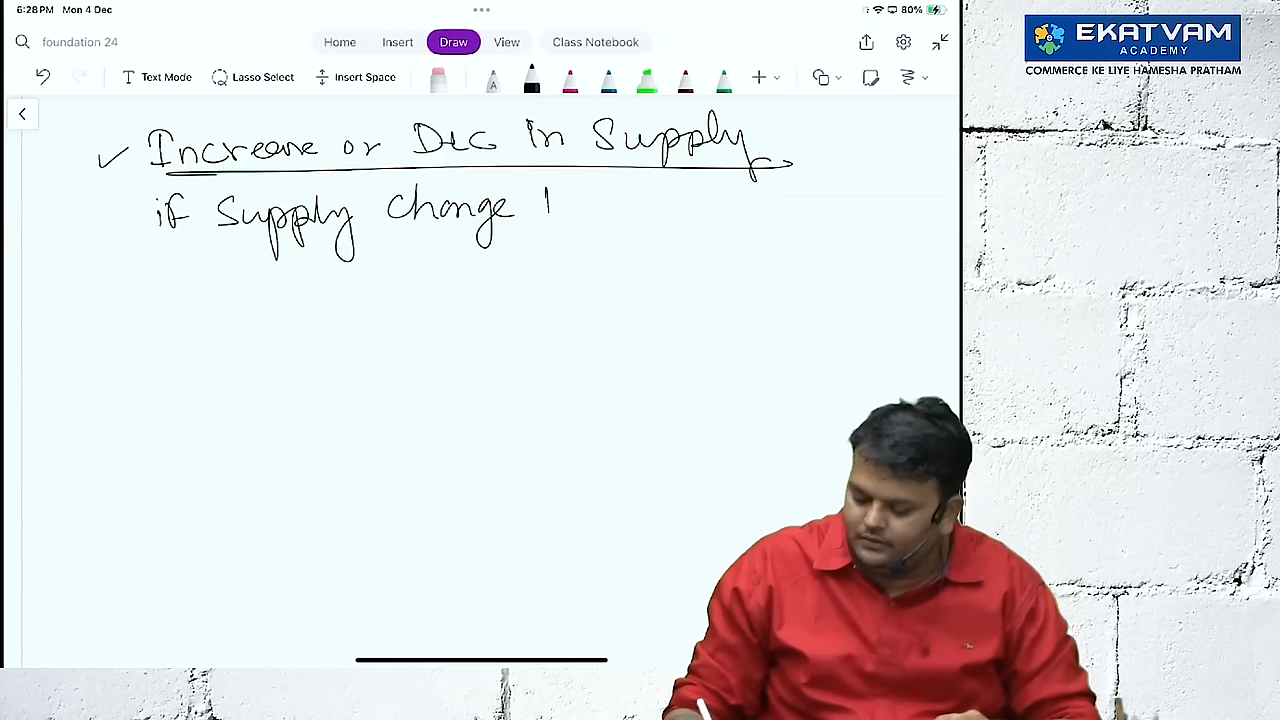 6:28 PM Mon 4 Dec
80%
foundation 24
Home Insert Draw View Class Notebook
Text Mode Lasso Select Insert Space
Increase or Dec in Supply
if Supply change
EKATVAM
ACADEMY
COMMERCE KE LIYE HAMESHA PRATHAM